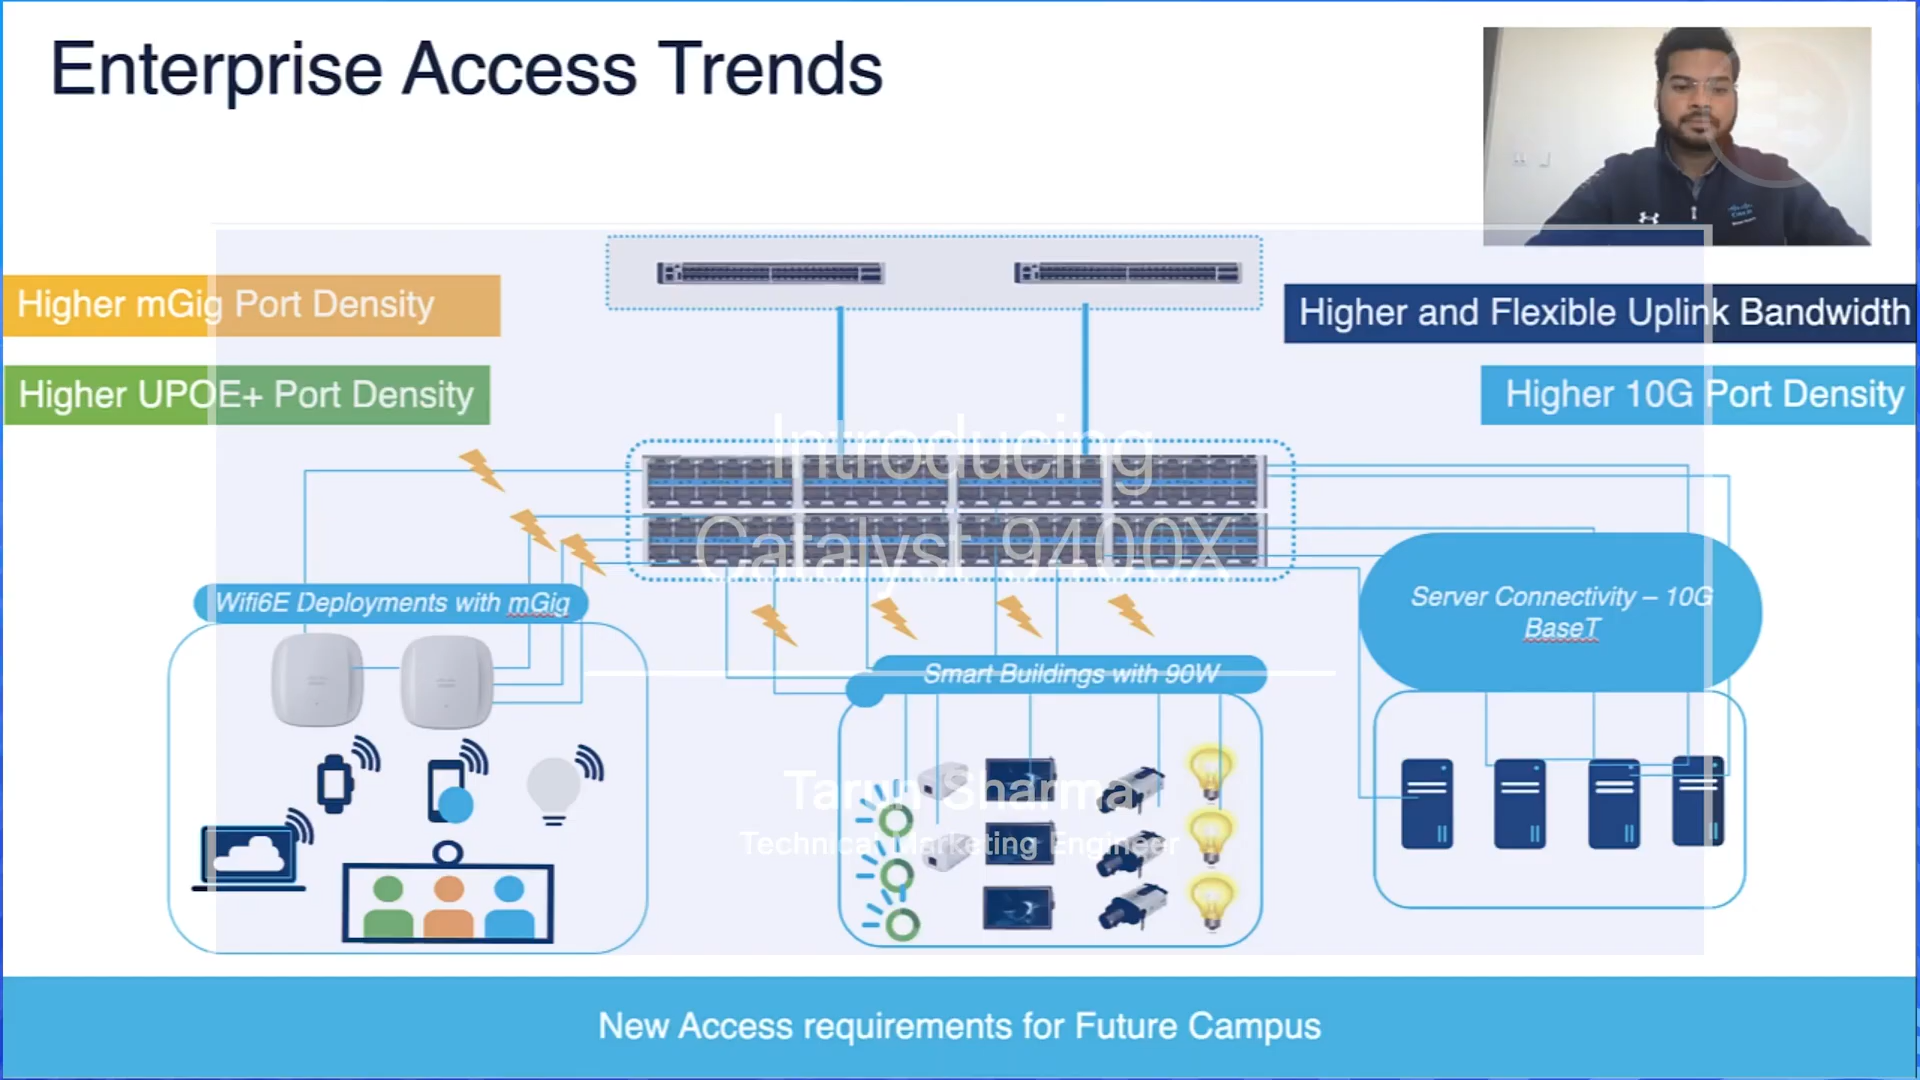 Enterprise Access Trends
Higher mGig Port Density
Higher and Flexible Uplink Bandwidth
Higher UPOE+ Port Density
Higher 10G Port Density
Introducing
Catalyst 9400X
Wifi6E Deployments with mGig
Server Connectivity – 10G
BaseT
Smart Buildings with 90W
Tarun Sharma
Technical Marketing Engineer
New Access requirements for Future Campus